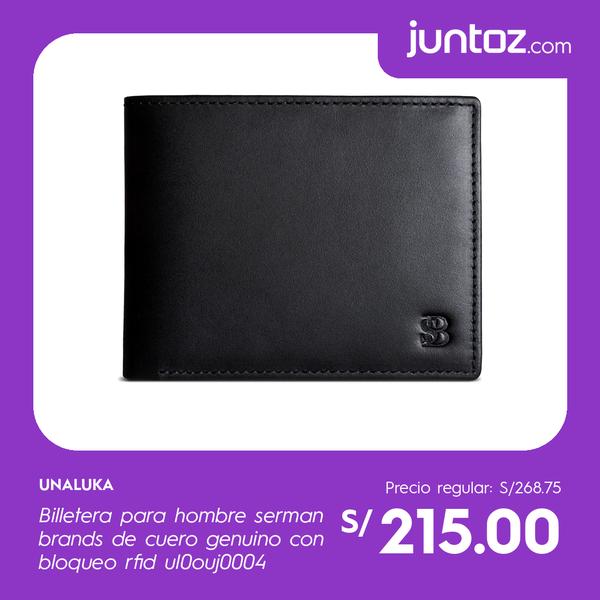 juntoz.com
SB
UNALUKA
Billetera para hombre serman
brands de cuero genuino con
bloqueo rfid ul0ouj0004
Precio regular: S/268.75
S/215.00